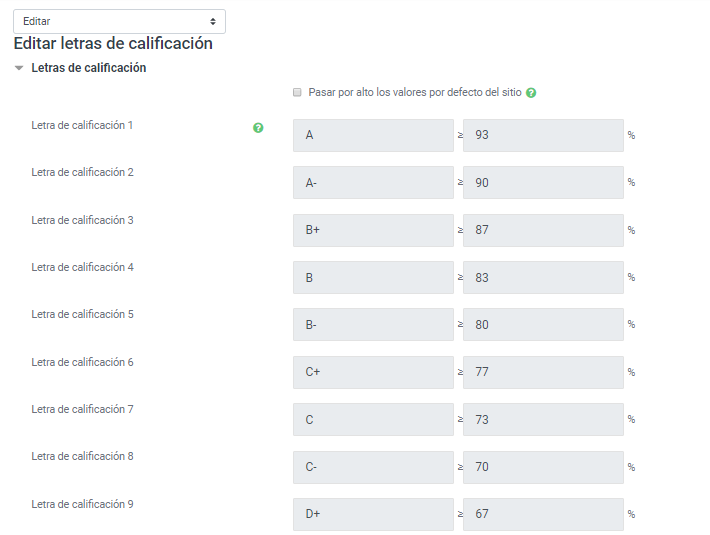 Editar
Editar letras de calificación
Letras de calificación
Pasar por alto los valores por defecto del sitio ?
Letra de calificación 1 ? A ≥ 93 %
Letra de calificación 2 A- ≥ 90 %
Letra de calificación 3 B+ ≥ 87 %
Letra de calificación 4 B ≥ 83 %
Letra de calificación 5 B- ≥ 80 %
Letra de calificación 6 C+ ≥ 77 %
Letra de calificación 7 C ≥ 73 %
Letra de calificación 8 C- ≥ 70 %
Letra de calificación 9 D+ ≥ 67 %